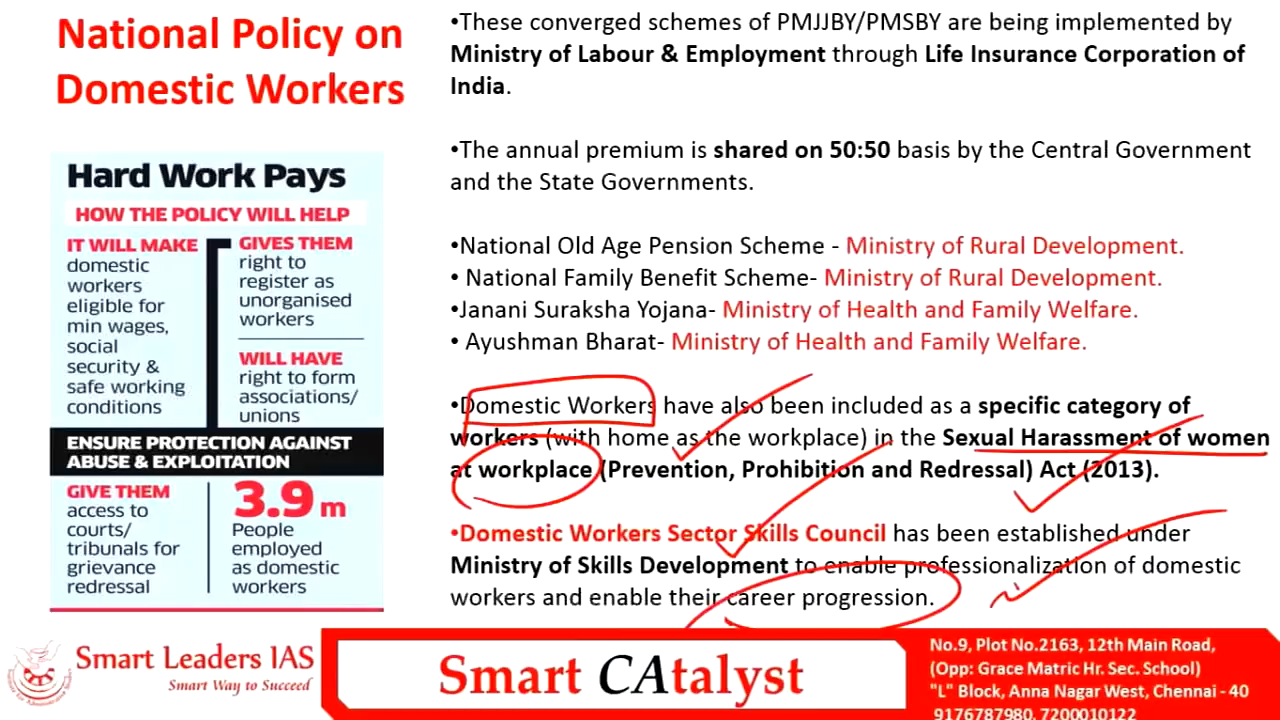 National Policy on
Domestic Workers
Hard Work Pays
HOW THE POLICY WILL HELP
IT WILL MAKE
domestic
workers
eligible for
min wages,
social
security &
safe working
conditions
GIVES THEM
right to
register as
unorganised
workers
WILL HAVE
right to form
associations/
unions
ENSURE PROTECTION AGAINST
ABUSE & EXPLOITATION
GIVE THEM
access to
courts/
tribunals for
grievance
redressal
3.9 m
People
employed
as domestic
workers
•These converged schemes of PMJJBY/PMSBY are being implemented by
Ministry of Labour & Employment through Life Insurance Corporation of
India.
•The annual premium is shared on 50:50 basis by the Central Government
and the State Governments.
•National Old Age Pension Scheme - Ministry of Rural Development.
• National Family Benefit Scheme- Ministry of Rural Development.
•Janani Suraksha Yojana- Ministry of Health and Family Welfare.
• Ayushman Bharat- Ministry of Health and Family Welfare.
•Domestic Workers have also been included as a specific category of
workers (with home as the workplace) in the Sexual Harassment of women
at workplace (Prevention, Prohibition and Redressal) Act (2013).
•Domestic Workers Sector Skills Council has been established under
Ministry of Skills Development to enable professionalization of domestic
workers and enable their career progression.
Smart Leaders IAS
Smart Way to Succeed
Smart CAtalyst
No.9, Plot No.2163, 12th Main Road,
(Opp: Grace Matric Hr. Sec. School)
"L" Block, Anna Nagar West, Chennai - 40
9176787980, 7200010122